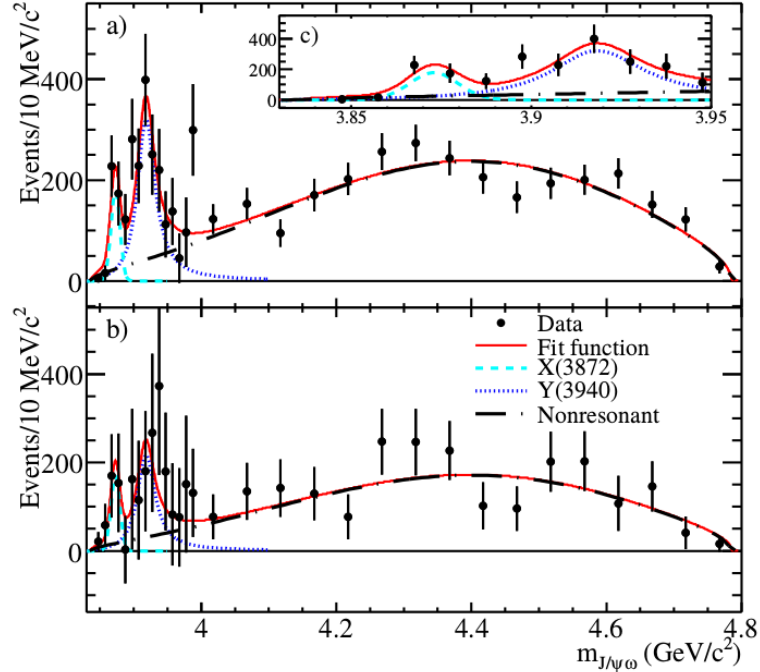 a)
c)
400
200
0
3.85
3.9
3.95
Events/10 MeV/c²
400
200
0
b)
Data
Fit function
X(3872)
Y(3940)
Nonresonant
Events/10 MeV/c²
400
200
0
4
4.2
4.4
4.6
4.8
m_J/ψω (GeV/c²)